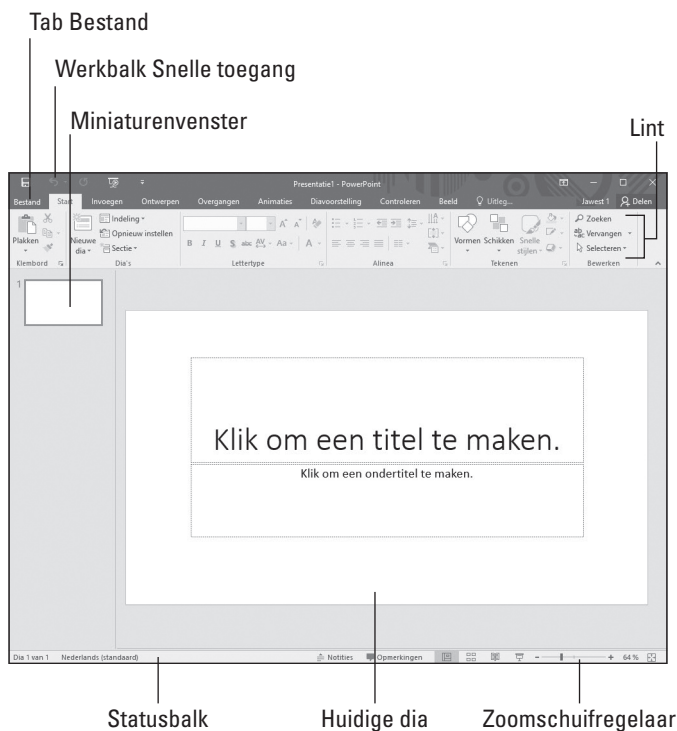 Tab Bestand
Werkbalk Snelle toegang
Miniaturenvenster
Lint
Presentatie1 - PowerPoint
Bestand Start Invoegen Ontwerpen Overgangen Animaties Diavoorstelling Controleren Beeld Uitleg... Jawest 1 Delen
Indeling
Zoeken
Opnieuw instellen
Vervangen
Plakken Nieuwe dia
Sectie
B I U S abc AV Aa A
Vormen Schikken Snelle stijlen
Selecteren
Klembord Dia's Lettertype Alinea Tekenen Bewerken
1
Klik om een titel te maken.
Klik om een ondertitel te maken.
Dia 1 van 1 Nederlands (standaard) Notities Opmerkingen - + 64 %
Statusbalk Huidige dia Zoomschuifregelaar